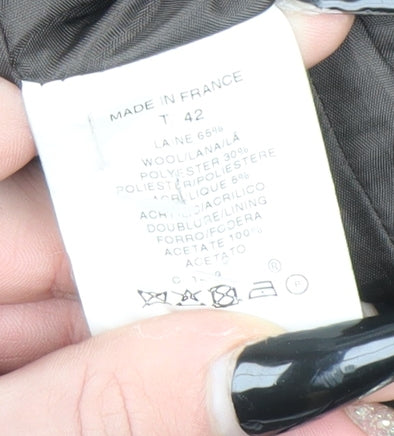 MADE IN FRANCE
T 42
LAINE 65%
WOOL/LANA/LÃ
POLYESTER 30%
POLIESTER/POLIESTERE
ACRYLIQUE 5%
ACRYLIC/ACRILICO
DOUBLURE/LINING
FORRO/FODERA
ACETATE 100%
ACETATO
®
P